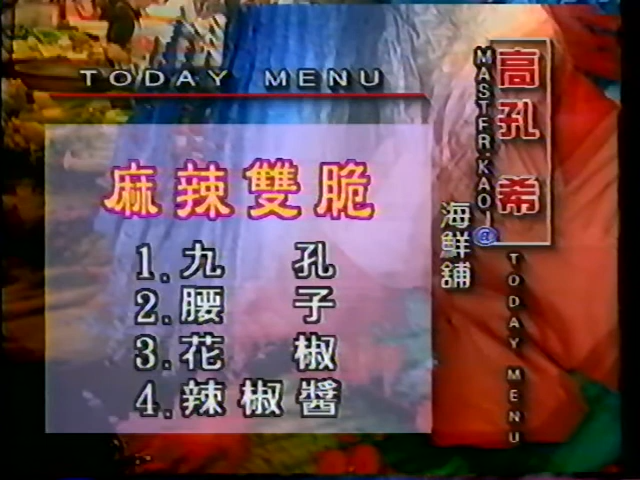 TODAY MENU
麻辣雙脆
1.九孔
2.腰子
3.花椒
4.辣椒醬
高孔希
MASTER.KAO
@
海鮮舖
TODAY MENU